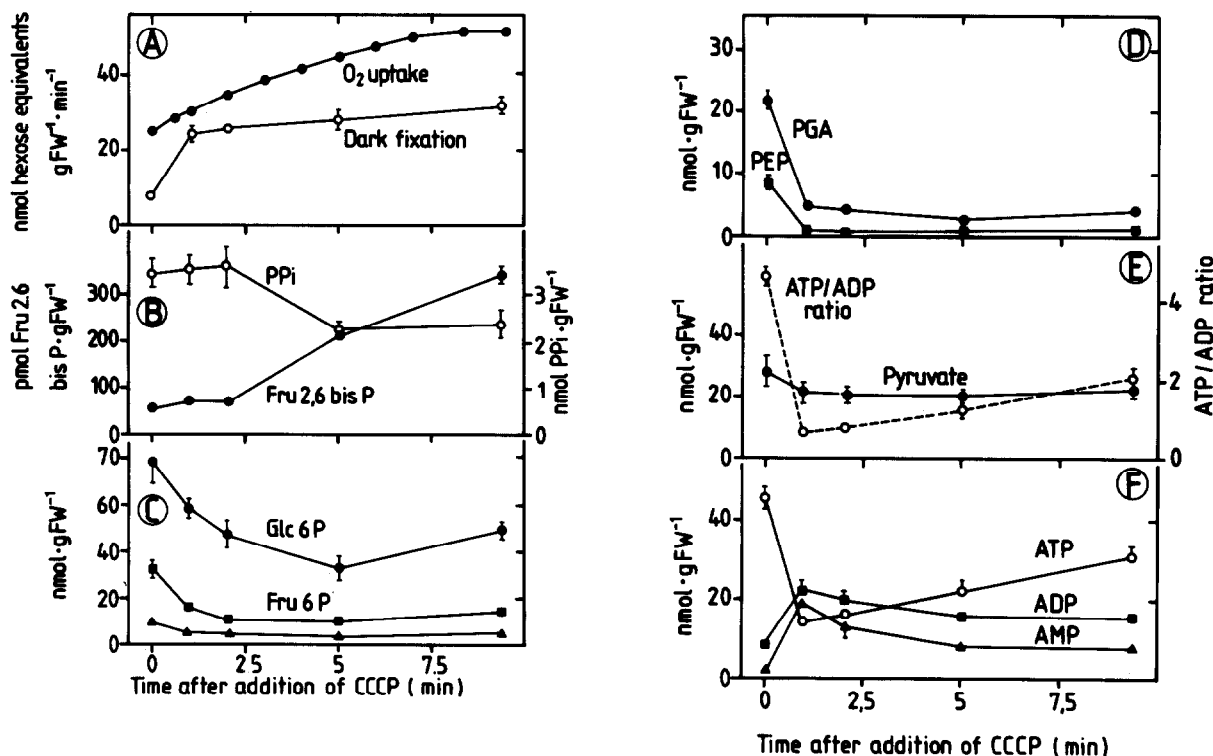 A
nmol hexose equivalents
gFW⁻¹·min⁻¹
40
20
0
O₂ uptake
Dark fixation
B
pmol Fru 2.6
bis P·gFW⁻¹
300
200
100
0
PPi
Fru 2,6 bis P
3
2
1
0
nmol PPi·gFW⁻¹
C
nmol·gFW⁻¹
70
60
40
20
0
Glc 6 P
Fru 6 P
0
2 5
5
7.5
Time after addition of CCCP ( min)
D
nmol·gFW⁻¹
30
20
10
0
PGA
PEP
E
nmol·gFW⁻¹
40
20
0
ATP/ADP
ratio
Pyruvate
4
2
0
ATP/ADP ratio
F
nmol·gFW⁻¹
40
20
0
ATP
ADP
AMP
0
2,5
5
7,5
Time after addition of CCCP (min)